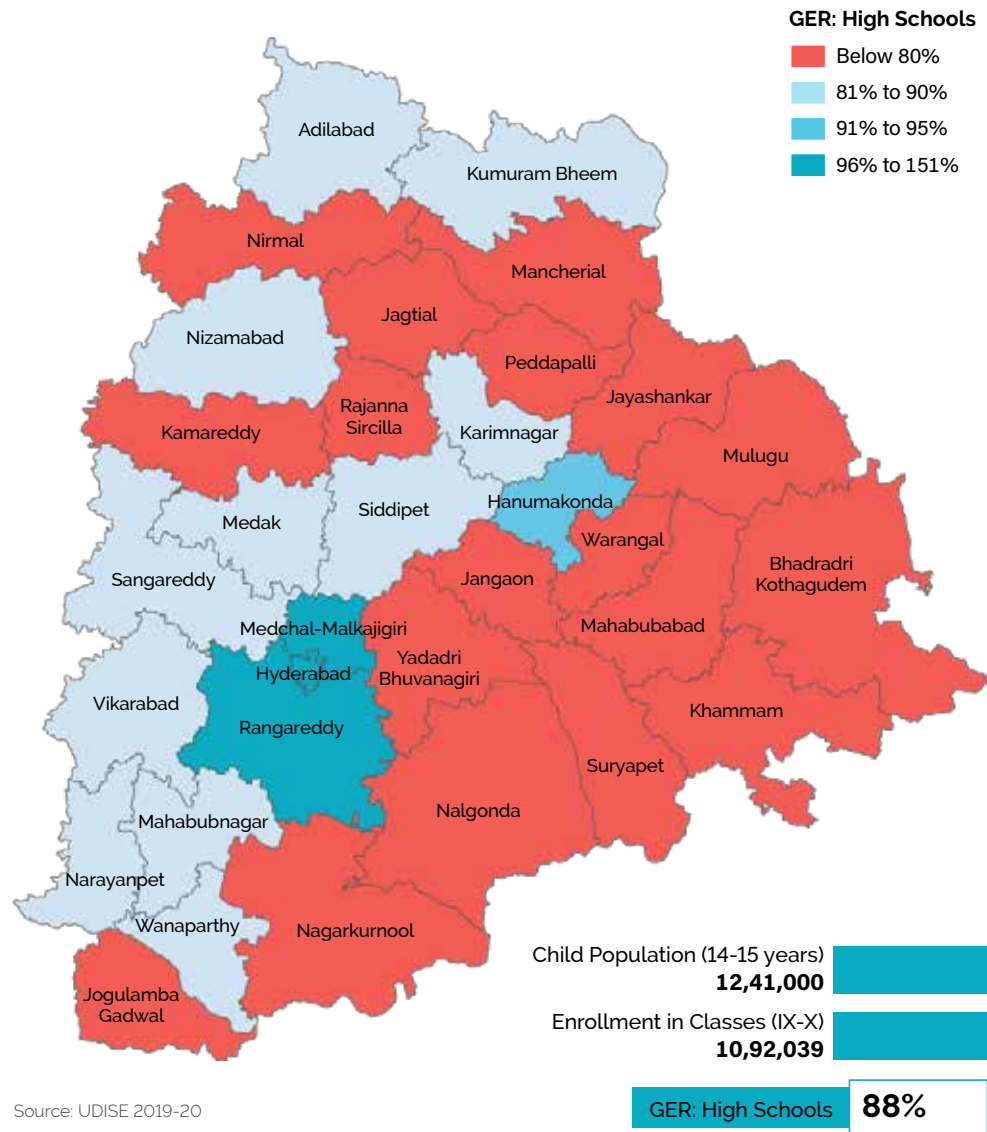 GER: High Schools
Below 80%
81% to 90%
91% to 95%
96% to 151%
Adilabad
Kumuram Bheem
Nirmal
Mancherial
Jagtial
Nizamabad
Peddapalli
Jayashankar
Rajanna
Sircilla
Kamareddy
Karimnagar
Mulugu
Hanumakonda
Siddipet
Medak
Warangal
Bhadradri
Kothagudem
Sangareddy
Jangaon
Mahabubabad
Medchal-Malkajigiri
Yadadri
Bhuvanagiri
Hyderabad
Vikarabad
Khammam
Rangareddy
Suryapet
Nalgonda
Mahabubnagar
Narayanpet
Wanaparthy
Nagarkurnool
Jogulamba
Gadwal
Child Population (14-15 years)
12,41,000
Enrollment in Classes (IX-X)
10,92,039
GER: High Schools 88%
Source: UDISE 2019-20